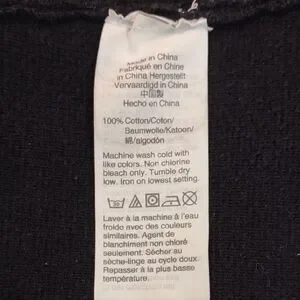 Made in China
Fabriqué en Chine
in China Hergestellt
Vervaardigd in China
中国製
Hecho en China
100% Cotton/Coton/
Baumwolle/Katoen/
綿/algodón
Machine wash cold with
like colors. Non chlorine
bleach only. Tumble dry
low. Iron on lowest setting.
Laver à la machine à l'eau
froide avec des couleurs
similaires. Agent de
blanchiment non chloré
seulement. Sécher au
sèche-linge au cycle doux.
Repasser à la plus basse
température.